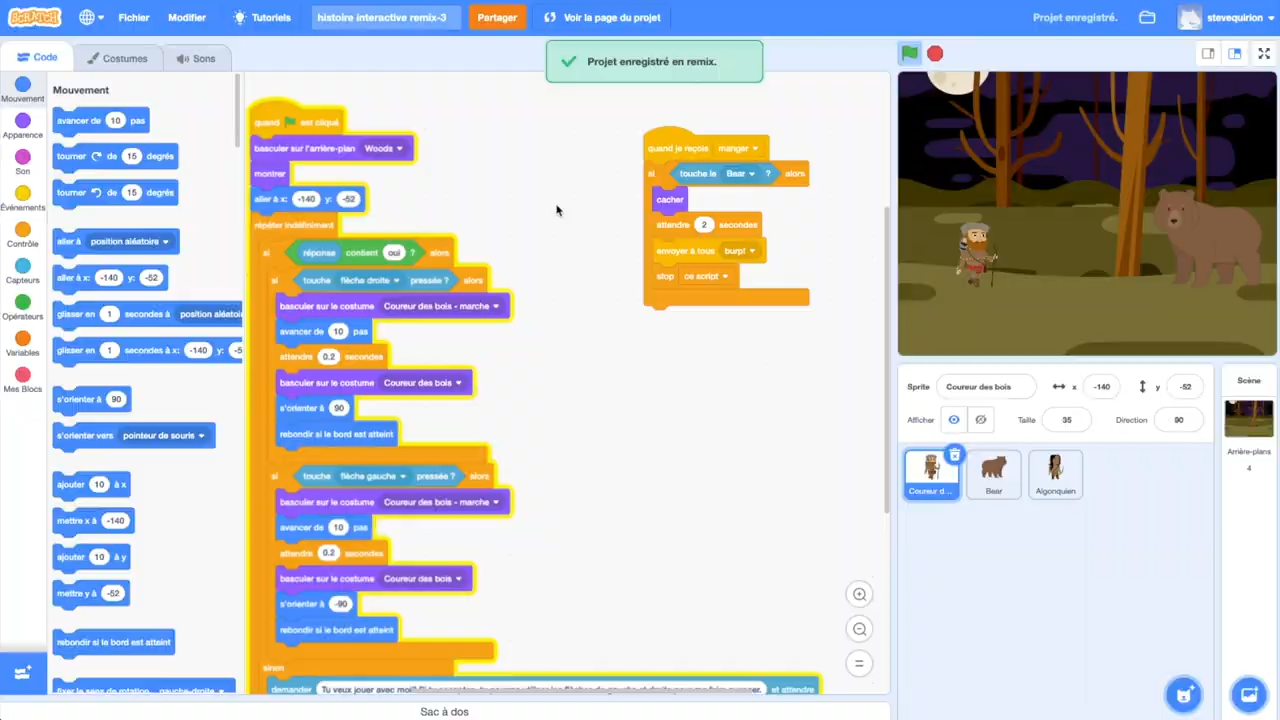 SCRATCH
Fichier
Modifier
Tutoriels
histoire interactive remix-3
Partager
Voir la page du projet
Projet enregistré.
stevequirion
Code
Costumes
Sons
Projet enregistré en remix.
Mouvement
Apparence
Son
Événements
Contrôle
Capteurs
Opérateurs
Variables
Mes Blocs
Mouvement
avancer de 10 pas
tourner de 15 degrés
tourner de 15 degrés
aller à position aléatoire
aller à x: -140 y: -52
glisser en 1 secondes à position aléatoi
glisser en 1 secondes à x: -140 y: -5
s'orienter à 90
s'orienter vers pointeur de souris
ajouter 10 à x
mettre x à -140
ajouter 10 à y
mettre y à -52
rebondir si le bord est atteint
fixer le sens de rotation gauche-droite
quand est cliqué
basculer sur l'arrière-plan Woods
montrer
aller à x: -140 y: -52
répéter indéfiniment
si réponse contient oui ? alors
si touche flèche droite pressée ? alors
basculer sur le costume Coureur des bois - marche
avancer de 10 pas
attendre 0.2 secondes
basculer sur le costume Coureur des bois
s'orienter à 90
rebondir si le bord est atteint
si touche flèche gauche pressée ? alors
basculer sur le costume Coureur des bois - marche
avancer de 10 pas
attendre 0.2 secondes
basculer sur le costume Coureur des bois
s'orienter à -90
rebondir si le bord est atteint
sinon
demander Tu veux jouer avec moi? et attendre
quand je reçois manger
si touche le Bear ? alors
cacher
attendre 2 secondes
envoyer à tous burp!
stop ce script
Sprite Coureur des bois x -140 y -52
Afficher Taille 35 Direction 90
Coureur d...
Bear
Algonquien
Scène
Arrière-plans
4
Sac à dos